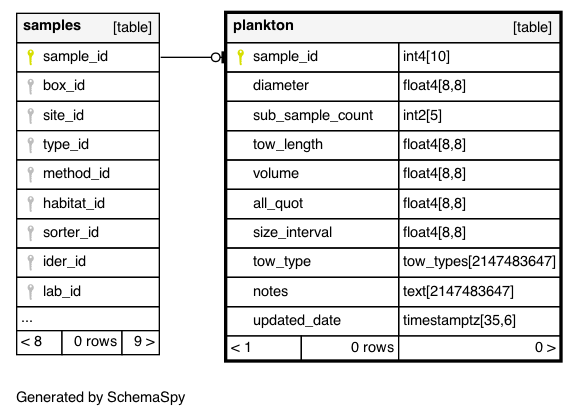 samples [table]
sample_id
box_id
site_id
type_id
method_id
habitat_id
sorter_id
ider_id
lab_id
...
< 8 0 rows 9 >
plankton [table]
sample_id int4[10]
diameter float4[8,8]
sub_sample_count int2[5]
tow_length float4[8,8]
volume float4[8,8]
all_quot float4[8,8]
size_interval float4[8,8]
tow_type tow_types[2147483647]
notes text[2147483647]
updated_date timestamptz[35,6]
< 1 0 rows 0 >
Generated by SchemaSpy